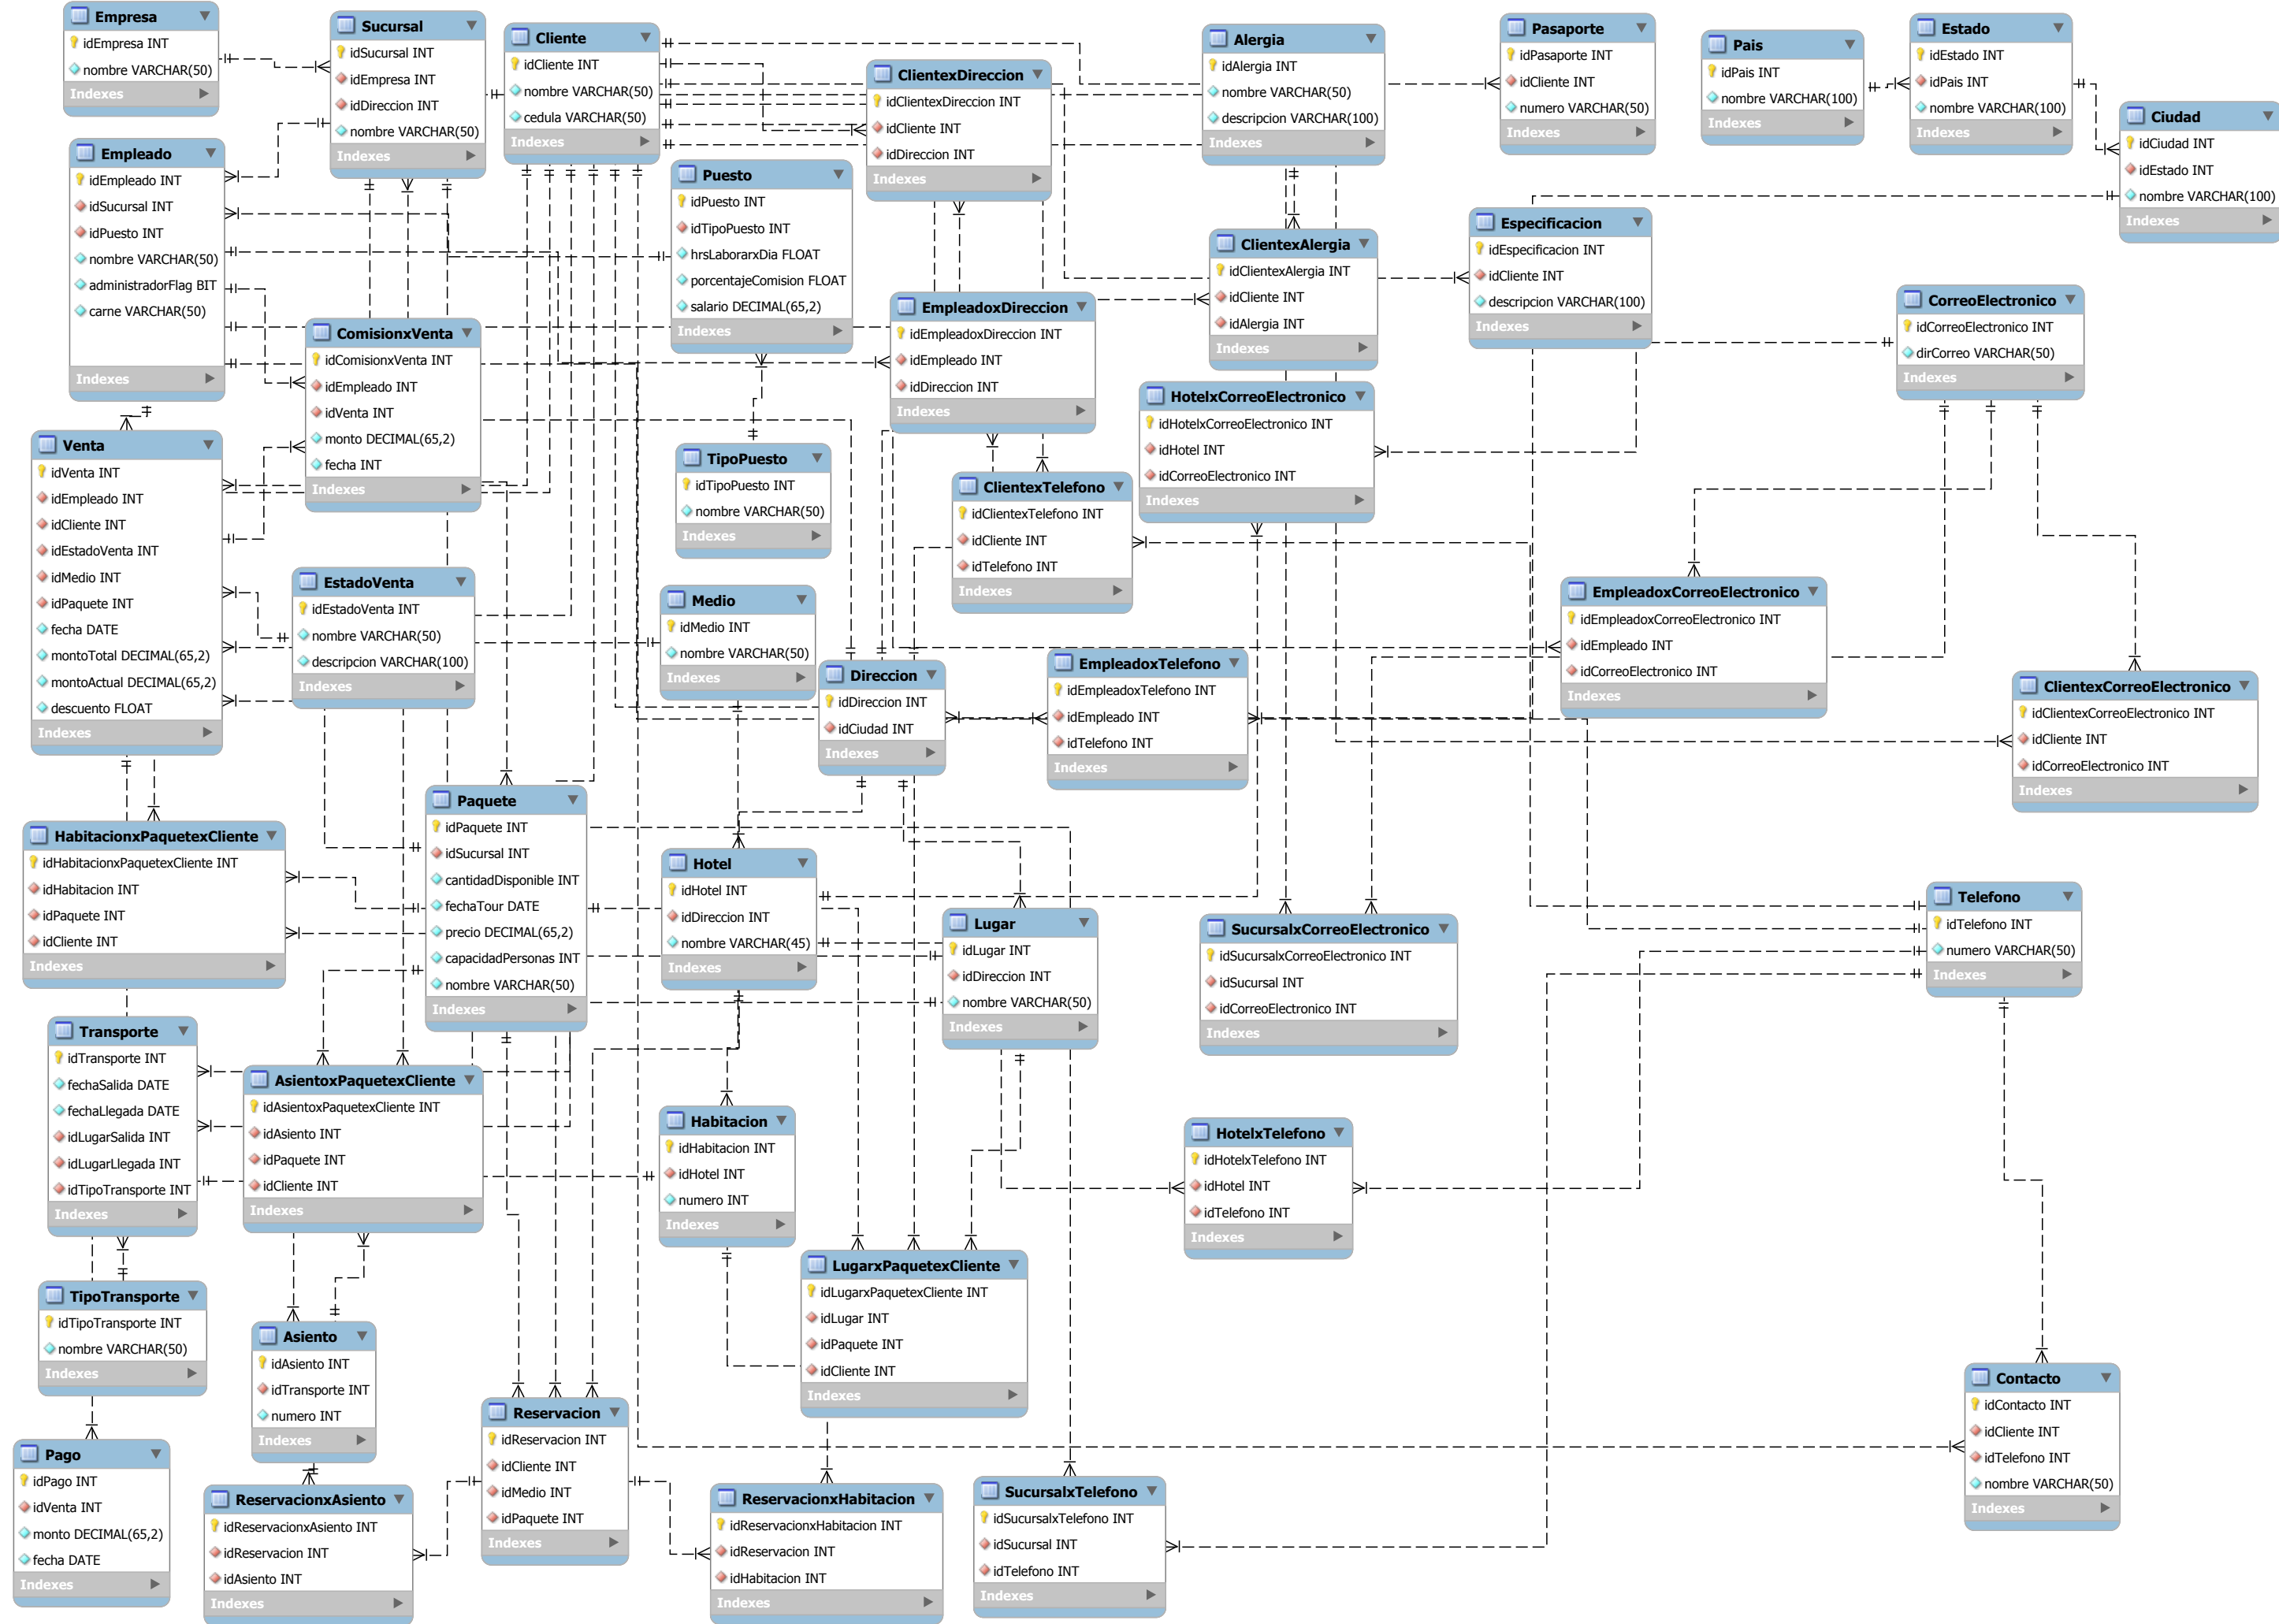 Empresa
idEmpresa INT
nombre VARCHAR(50)
Indexes
Sucursal
idSucursal INT
idEmpresa INT
idDireccion INT
nombre VARCHAR(50)
Indexes
Cliente
idCliente INT
nombre VARCHAR(50)
cedula VARCHAR(50)
Indexes
ClientexDireccion
idClientexDireccion INT
idCliente INT
idDireccion INT
Indexes
Alergia
idAlergia INT
nombre VARCHAR(50)
descripcion VARCHAR(100)
Indexes
Pasaporte
idPasaporte INT
idCliente INT
numero VARCHAR(50)
Indexes
Pais
idPais INT
nombre VARCHAR(100)
Indexes
Estado
idEstado INT
idPais INT
nombre VARCHAR(100)
Indexes
Ciudad
idCiudad INT
idEstado INT
nombre VARCHAR(100)
Indexes
Empleado
idEmpleado INT
idSucursal INT
idPuesto INT
nombre VARCHAR(50)
administradorFlag BIT
carne VARCHAR(50)
Indexes
Puesto
idPuesto INT
idTipoPuesto INT
hrsLaborarxDia FLOAT
porcentajeComision FLOAT
salario DECIMAL(65,2)
Indexes
ClientexAlergia
idClientexAlergia INT
idCliente INT
idAlergia INT
Indexes
Especificacion
idEspecificacion INT
idCliente INT
descripcion VARCHAR(100)
Indexes
CorreoElectronico
idCorreoElectronico INT
dirCorreo VARCHAR(50)
Indexes
ComisionxVenta
idComisionxVenta INT
idEmpleado INT
idVenta INT
monto DECIMAL(65,2)
fecha INT
Indexes
EmpleadoxDireccion
idEmpleadoxDireccion INT
idEmpleado INT
idDireccion INT
Indexes
HotelxCorreoElectronico
idHotelxCorreoElectronico INT
idHotel INT
idCorreoElectronico INT
Indexes
Venta
idVenta INT
idEmpleado INT
idCliente INT
idEstadoVenta INT
idMedio INT
idPaquete INT
fecha DATE
montoTotal DECIMAL(65,2)
montoActual DECIMAL(65,2)
descuento FLOAT
Indexes
TipoPuesto
idTipoPuesto INT
nombre VARCHAR(50)
Indexes
ClientexTelefono
idClientexTelefono INT
idCliente INT
idTelefono INT
Indexes
EstadoVenta
idEstadoVenta INT
nombre VARCHAR(50)
descripcion VARCHAR(100)
Indexes
Medio
idMedio INT
nombre VARCHAR(50)
Indexes
EmpleadoxCorreoElectronico
idEmpleadoxCorreoElectronico INT
idEmpleado INT
idCorreoElectronico INT
Indexes
Direccion
idDireccion INT
idCiudad INT
Indexes
EmpleadoxTelefono
idEmpleadoxTelefono INT
idEmpleado INT
idTelefono INT
Indexes
ClientexCorreoElectronico
idClientexCorreoElectronico INT
idCliente INT
idCorreoElectronico INT
Indexes
HabitacionxPaquetexCliente
idHabitacionxPaquetexCliente INT
idHabitacion INT
idPaquete INT
idCliente INT
Indexes
Paquete
idPaquete INT
idSucursal INT
cantidadDisponible INT
fechaTour DATE
precio DECIMAL(65,2)
capacidadPersonas INT
nombre VARCHAR(50)
Indexes
Hotel
idHotel INT
idDireccion INT
nombre VARCHAR(45)
Indexes
Lugar
idLugar INT
idDireccion INT
nombre VARCHAR(50)
Indexes
SucursalxCorreoElectronico
idSucursalxCorreoElectronico INT
idSucursal INT
idCorreoElectronico INT
Indexes
Telefono
idTelefono INT
numero VARCHAR(50)
Indexes
Transporte
idTransporte INT
fechaSalida DATE
fechaLlegada DATE
idLugarSalida INT
idLugarLlegada INT
idTipoTransporte INT
Indexes
AsientoxPaquetexCliente
idAsientoxPaquetexCliente INT
idAsiento INT
idPaquete INT
idCliente INT
Indexes
Habitacion
idHabitacion INT
idHotel INT
numero INT
Indexes
HotelxTelefono
idHotelxTelefono INT
idHotel INT
idTelefono INT
Indexes
TipoTransporte
idTipoTransporte INT
nombre VARCHAR(50)
Indexes
Asiento
idAsiento INT
idTransporte INT
numero INT
Indexes
LugarxPaquetexCliente
idLugarxPaquetexCliente INT
idLugar INT
idPaquete INT
idCliente INT
Indexes
Contacto
idContacto INT
idCliente INT
idTelefono INT
nombre VARCHAR(50)
Indexes
Pago
idPago INT
idVenta INT
monto DECIMAL(65,2)
fecha DATE
Indexes
ReservacionxAsiento
idReservacionxAsiento INT
idReservacion INT
idAsiento INT
Indexes
Reservacion
idReservacion INT
idCliente INT
idMedio INT
idPaquete INT
Indexes
ReservacionxHabitacion
idReservacionxHabitacion INT
idReservacion INT
idHabitacion INT
Indexes
SucursalxTelefono
idSucursalxTelefono INT
idSucursal INT
idTelefono INT
Indexes